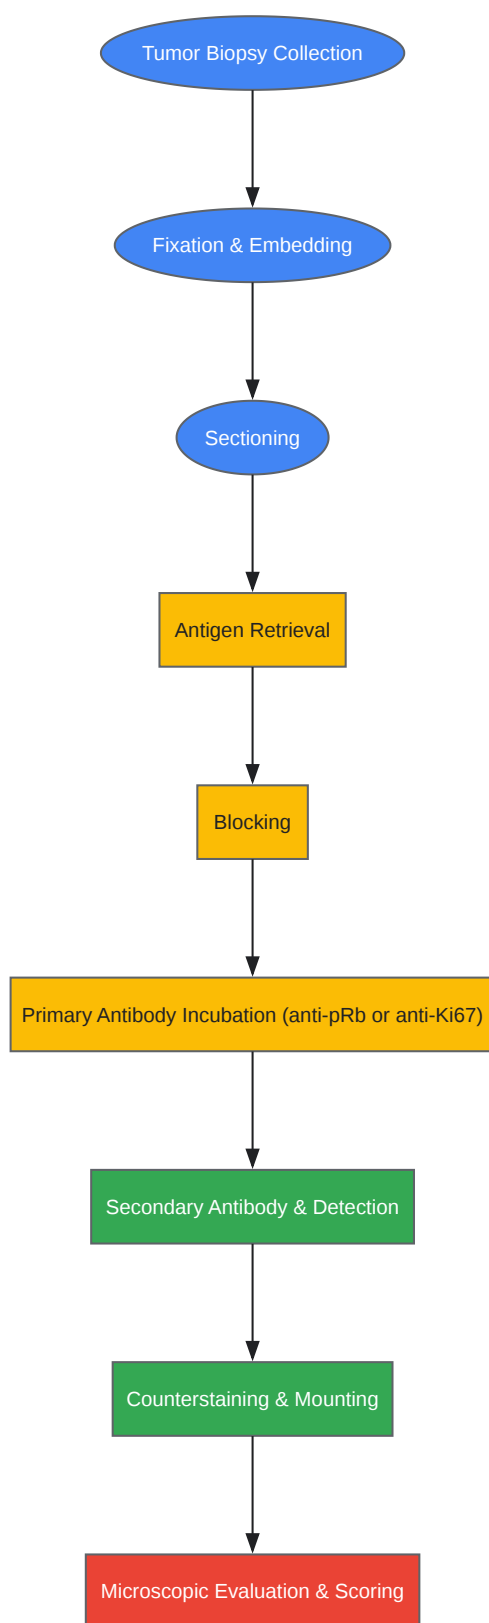 Tumor Biopsy Collection
Fixation & Embedding
Sectioning
Antigen Retrieval
Blocking
Primary Antibody Incubation (anti-pRb or anti-Ki67)
Secondary Antibody & Detection
Counterstaining & Mounting
Microscopic Evaluation & Scoring